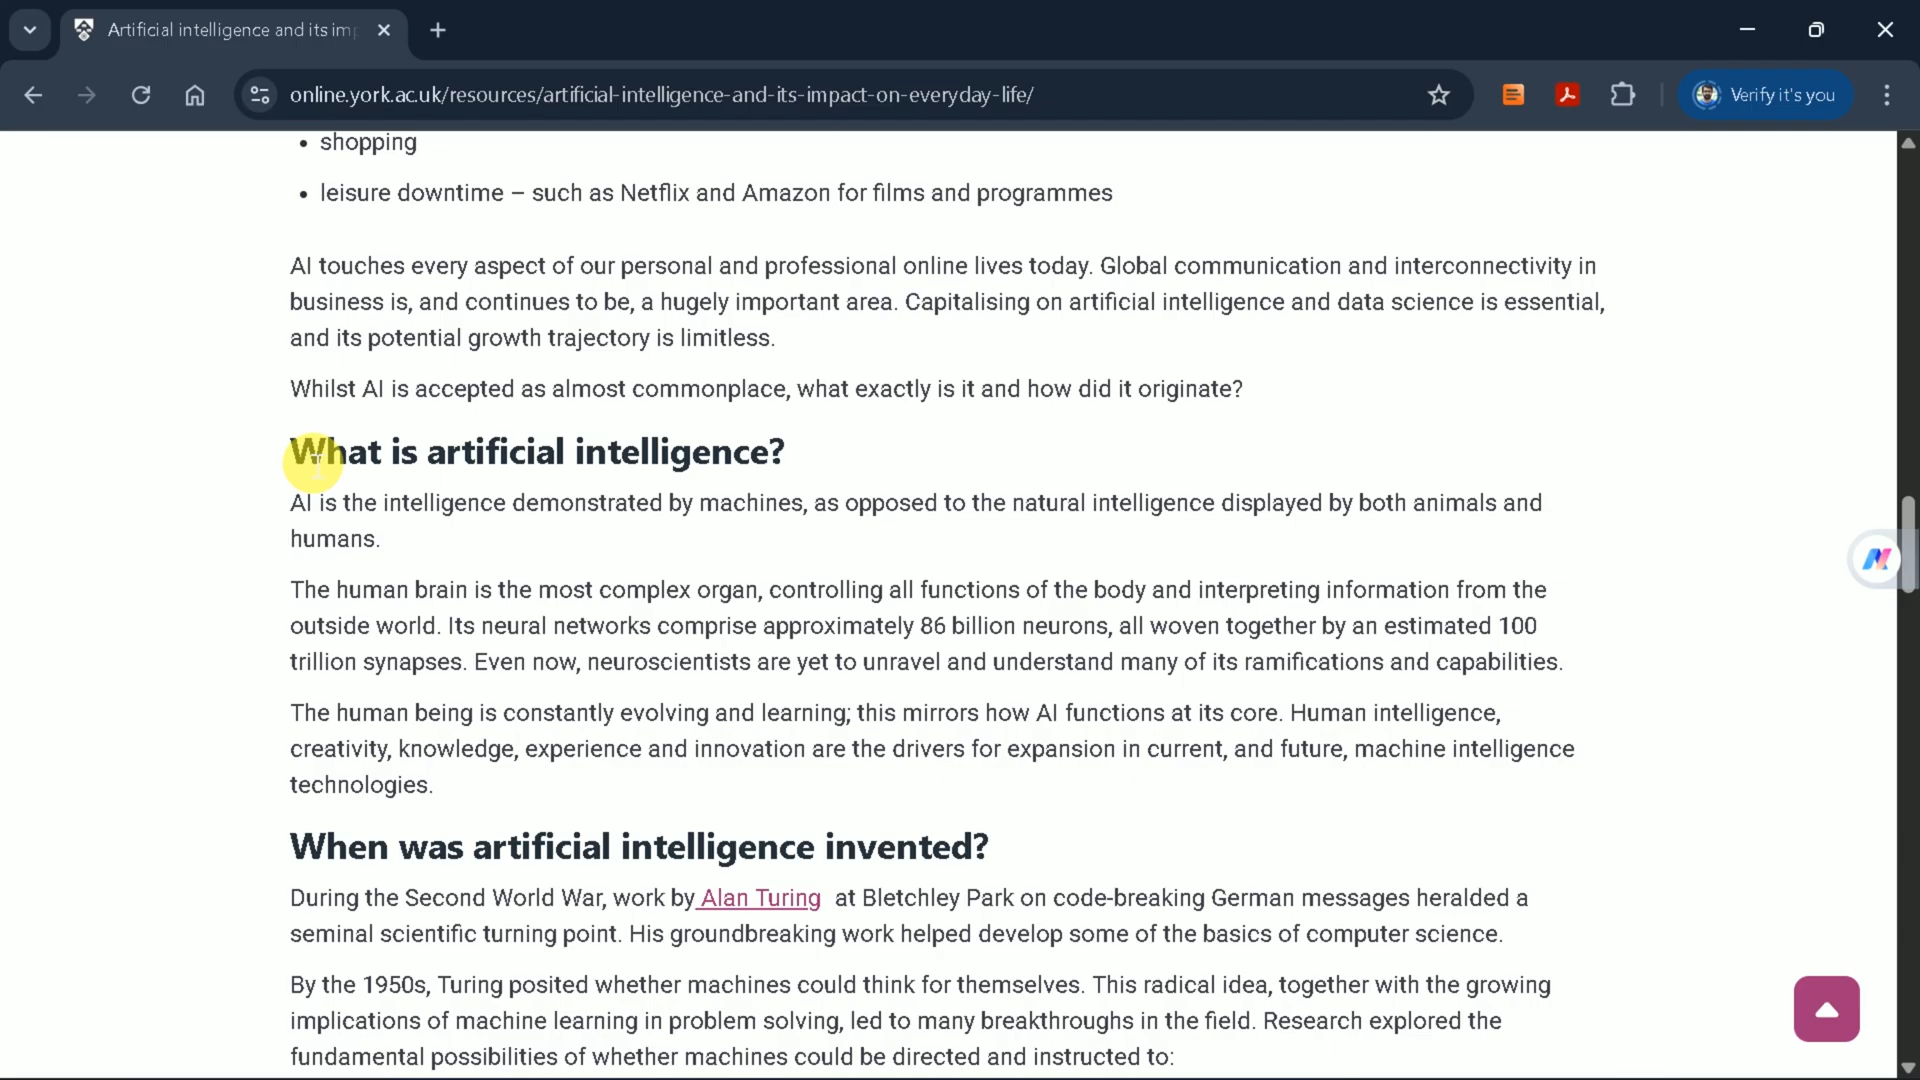 Artificial intelligence and its im
online.york.ac.uk/resources/artificial-intelligence-and-its-impact-on-everyday-life/
Verify it's you
• shopping
• leisure downtime – such as Netflix and Amazon for films and programmes
AI touches every aspect of our personal and professional online lives today. Global communication and interconnectivity in
business is, and continues to be, a hugely important area. Capitalising on artificial intelligence and data science is essential,
and its potential growth trajectory is limitless.
Whilst AI is accepted as almost commonplace, what exactly is it and how did it originate?
What is artificial intelligence?
AI is the intelligence demonstrated by machines, as opposed to the natural intelligence displayed by both animals and
humans.
The human brain is the most complex organ, controlling all functions of the body and interpreting information from the
outside world. Its neural networks comprise approximately 86 billion neurons, all woven together by an estimated 100
trillion synapses. Even now, neuroscientists are yet to unravel and understand many of its ramifications and capabilities.
The human being is constantly evolving and learning; this mirrors how AI functions at its core. Human intelligence,
creativity, knowledge, experience and innovation are the drivers for expansion in current, and future, machine intelligence
technologies.
When was artificial intelligence invented?
During the Second World War, work by Alan Turing at Bletchley Park on code-breaking German messages heralded a
seminal scientific turning point. His groundbreaking work helped develop some of the basics of computer science.
By the 1950s, Turing posited whether machines could think for themselves. This radical idea, together with the growing
implications of machine learning in problem solving, led to many breakthroughs in the field. Research explored the
fundamental possibilities of whether machines could be directed and instructed to: